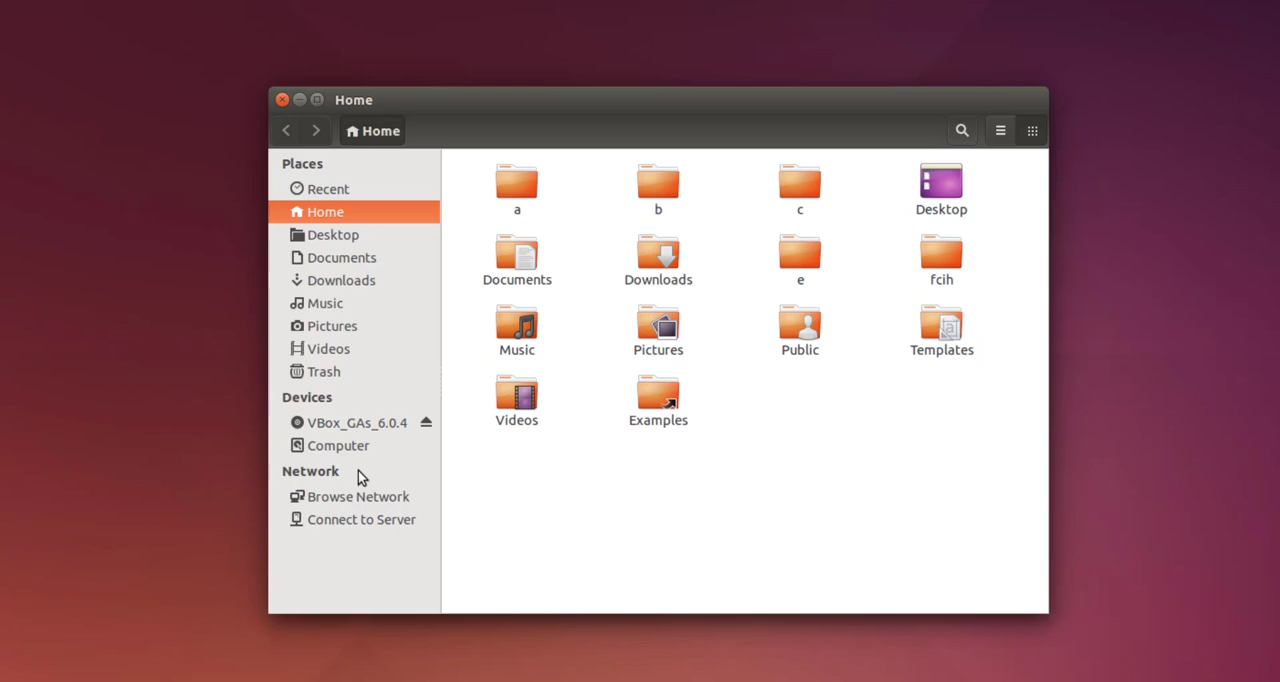 Home
Home
Places
Recent
Home
Desktop
Documents
Downloads
Music
Pictures
Videos
Trash
Devices
VBox_GAs_6.0.4
Computer
Network
Browse Network
Connect to Server
a b c Desktop
Documents Downloads e fcih
Music Pictures Public Templates
Videos Examples